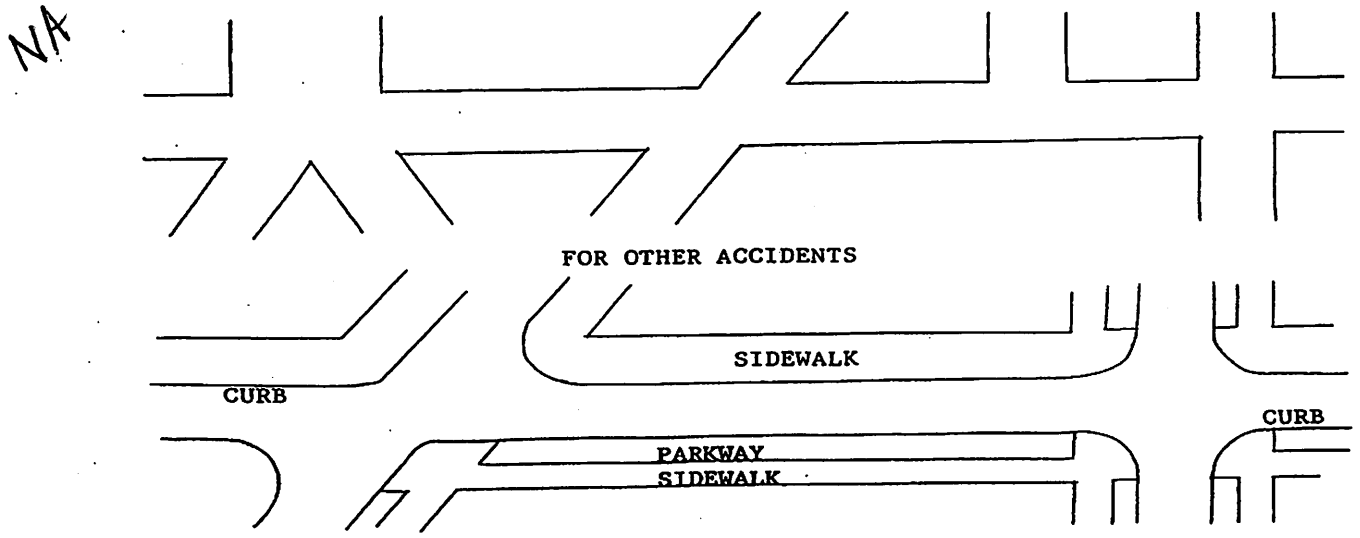 NA
FOR OTHER ACCIDENTS
SIDEWALK
CURB
CURB
PARKWAY
SIDEWALK